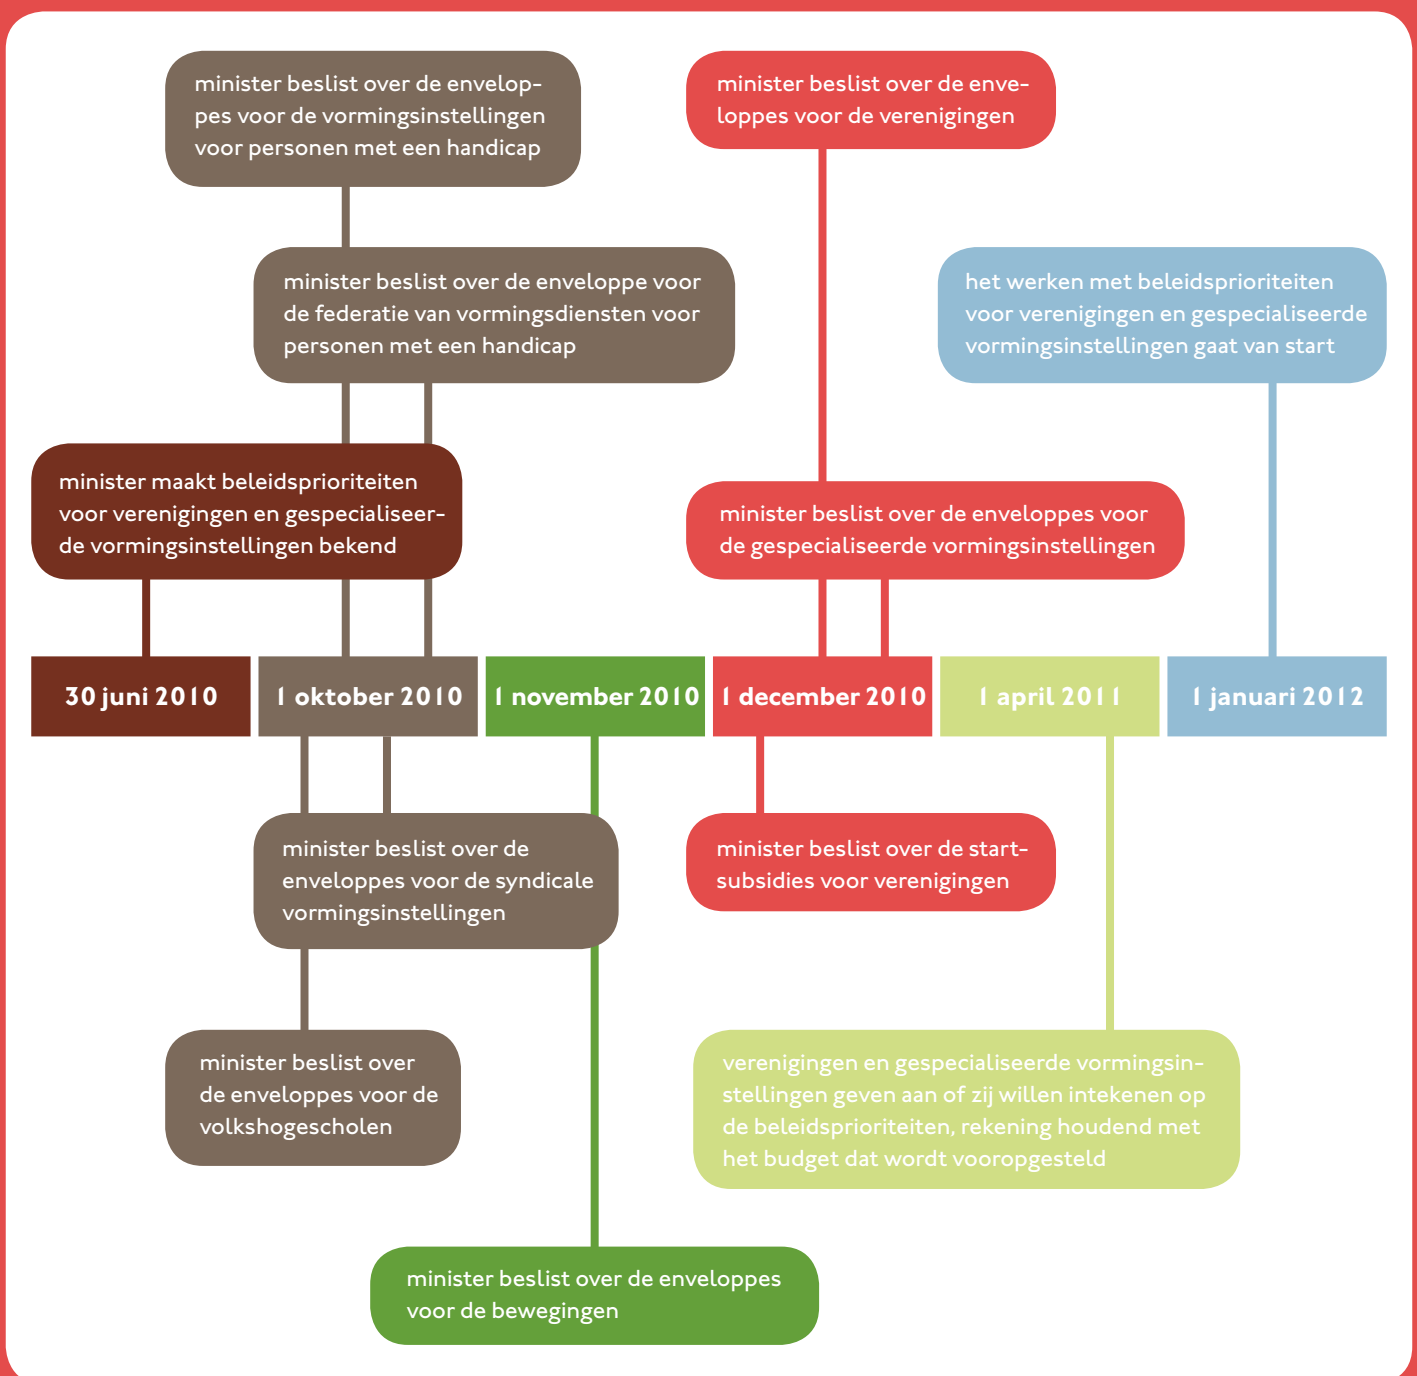 minister beslist over de envelop-
pes voor de vormingsinstellingen
voor personen met een handicap
minister beslist over de enve-
loppes voor de verenigingen
minister beslist over de enveloppe voor
de federatie van vormingsdiensten voor
personen met een handicap
het werken met beleidsprioriteiten
voor verenigingen en gespecialiseerde
vormingsinstellingen gaat van start
minister maakt beleidsprioriteiten
voor verenigingen en gespecialiseer-
de vormingsinstellingen bekend
minister beslist over de enveloppes voor
de gespecialiseerde vormingsinstellingen
30 juni 2010
1 oktober 2010
1 november 2010
1 december 2010
1 april 2011
1 januari 2012
minister beslist over de
enveloppes voor de syndicale
vormingsinstellingen
minister beslist over de start-
subsidies voor verenigingen
minister beslist over
de enveloppes voor de
volkshogescholen
verenigingen en gespecialiseerde vormingsin-
stellingen geven aan of zij willen intekenen op
de beleidsprioriteiten, rekening houdend met
het budget dat wordt vooropgesteld
minister beslist over de enveloppes
voor de bewegingen